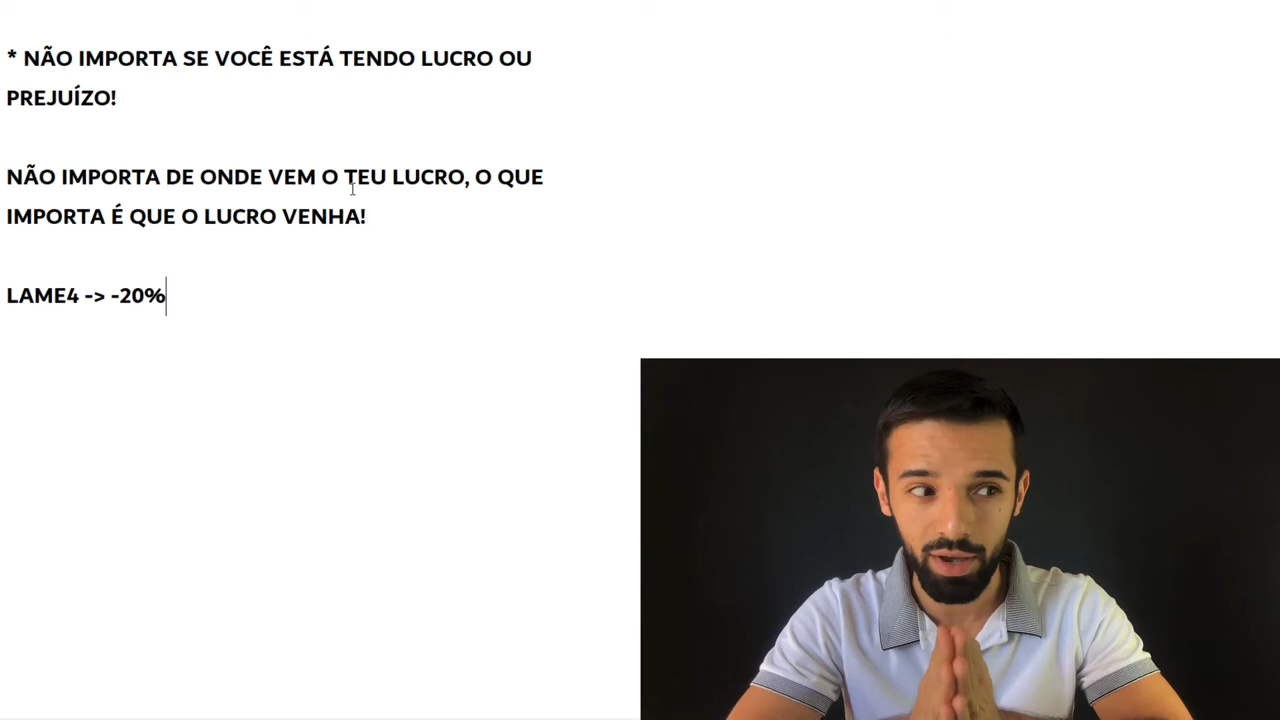 * NÃO IMPORTA SE VOCÊ ESTÁ TENDO LUCRO OU
PREJUÍZO!
NÃO IMPORTA DE ONDE VEM O TEU LUCRO, O QUE
IMPORTA É QUE O LUCRO VENHA!
LAME4 -> -20%